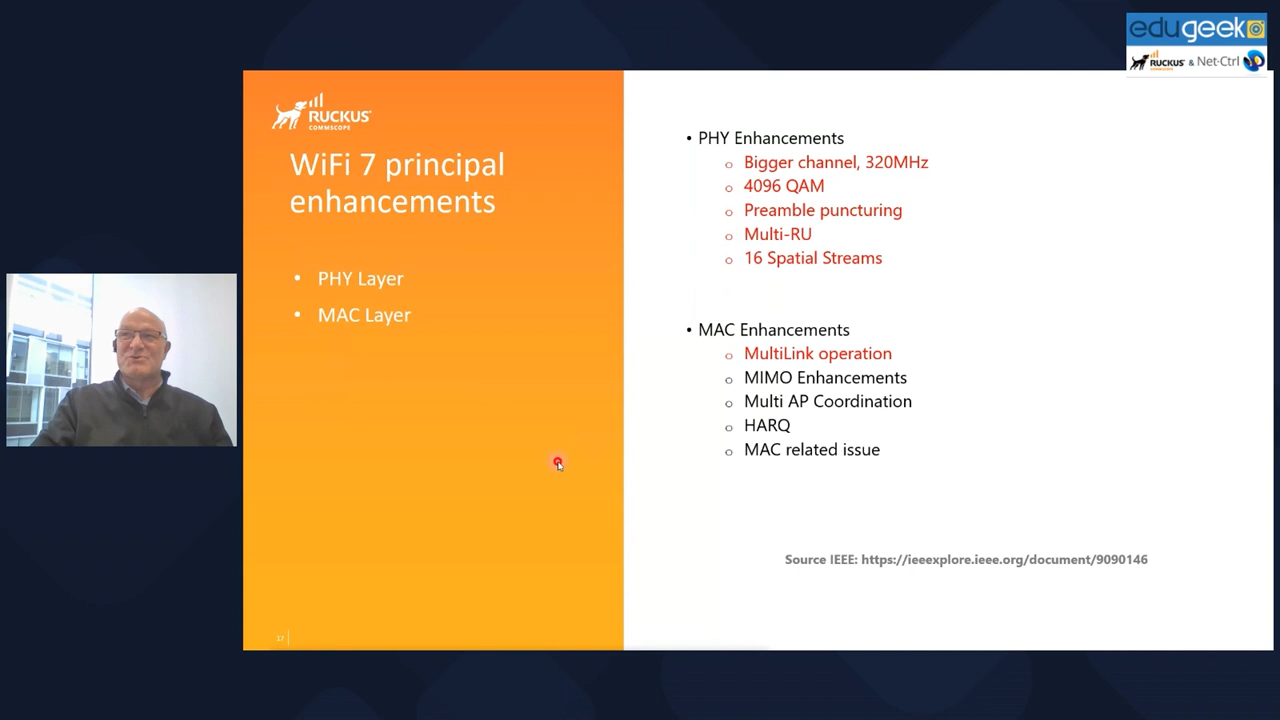 edugeek
RUCKUS & Net-Ctrl
COMMSCOPE
RUCKUS
COMMSCOPE
WiFi 7 principal
enhancements
• PHY Layer
• MAC Layer
17
• PHY Enhancements
o Bigger channel, 320MHz
o 4096 QAM
o Preamble puncturing
o Multi-RU
o 16 Spatial Streams
• MAC Enhancements
o MultiLink operation
o MIMO Enhancements
o Multi AP Coordination
o HARQ
o MAC related issue
Source IEEE: https://ieeexplore.ieee.org/document/9090146